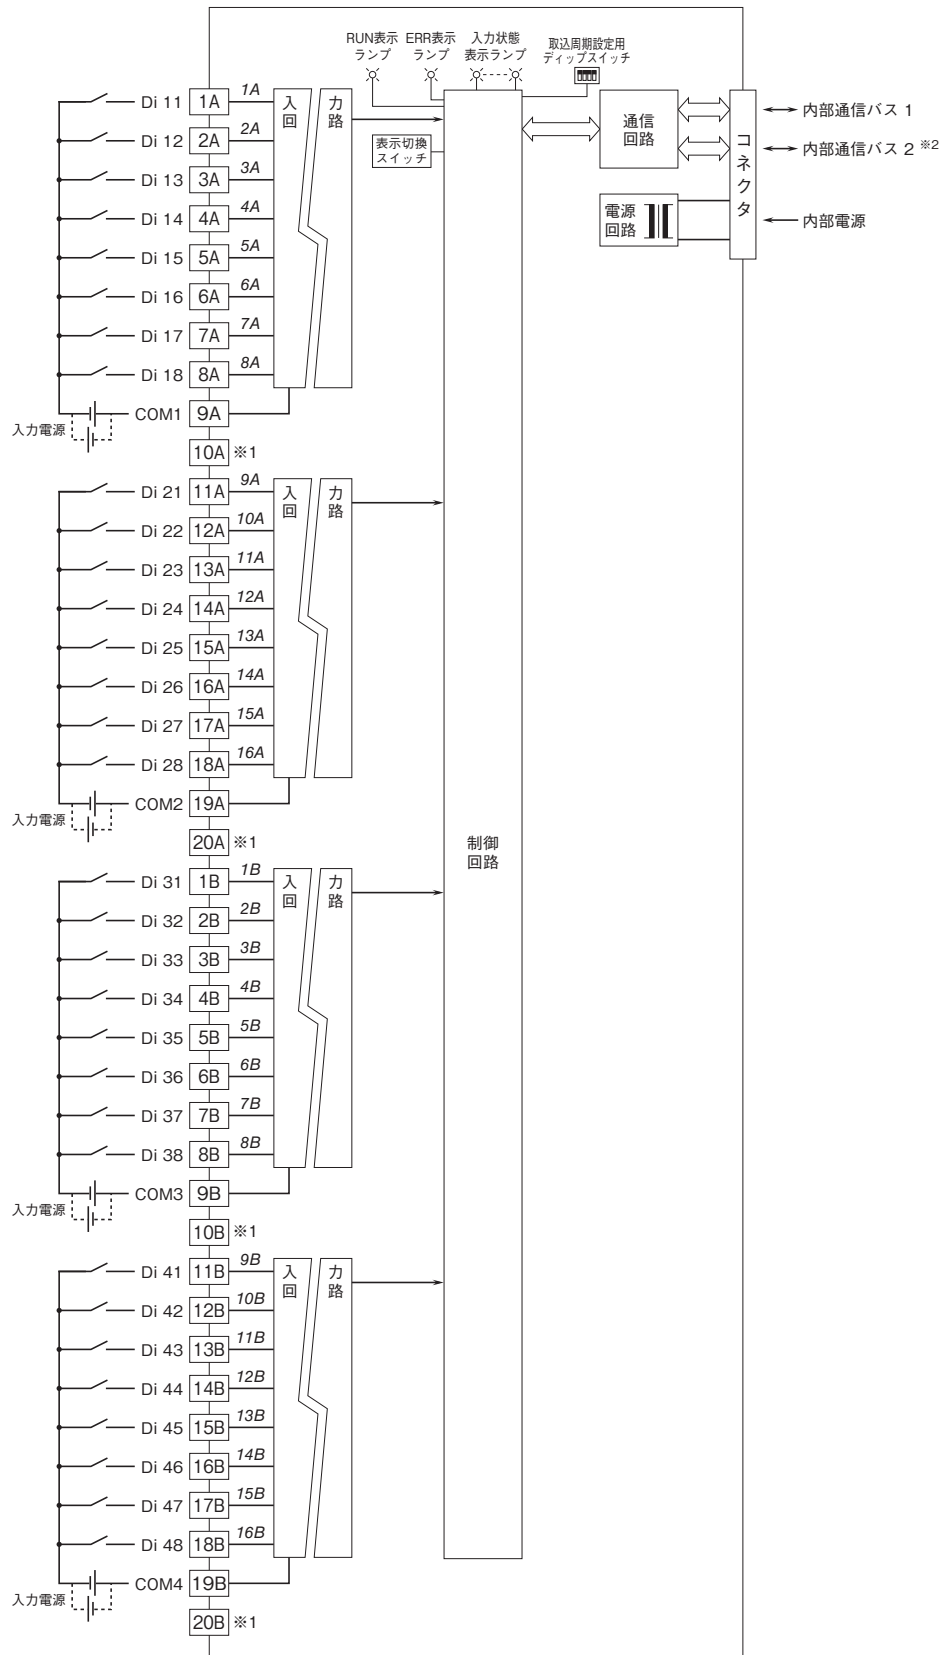 RUN表示
ランプ
ERR表示
ランプ
入力状態
表示ランプ
取込周期設定用
ディップスイッチ
Di 11 1A 1A
Di 12 2A 2A
Di 13 3A 3A
Di 14 4A 4A
Di 15 5A 5A
Di 16 6A 6A
Di 17 7A 7A
Di 18 8A 8A
COM1 9A
入力電源
10A ※1
入 力
回 路
表示切換
スイッチ
通信
回路
電源
回路
コネクタ
内部通信バス 1
内部通信バス 2 ※2
内部電源
Di 21 11A 9A
Di 22 12A 10A
Di 23 13A 11A
Di 24 14A 12A
Di 25 15A 13A
Di 26 16A 14A
Di 27 17A 15A
Di 28 18A 16A
COM2 19A
入力電源
20A ※1
入 力
回 路
制御
回路
Di 31 1B 1B
Di 32 2B 2B
Di 33 3B 3B
Di 34 4B 4B
Di 35 5B 5B
Di 36 6B 6B
Di 37 7B 7B
Di 38 8B 8B
COM3 9B
入力電源
10B ※1
入 力
回 路
Di 41 11B 9B
Di 42 12B 10B
Di 43 13B 11B
Di 44 14B 12B
Di 45 15B 13B
Di 46 16B 14B
Di 47 17B 15B
Di 48 18B 16B
COM4 19B
入力電源
20B ※1
入 力
回 路